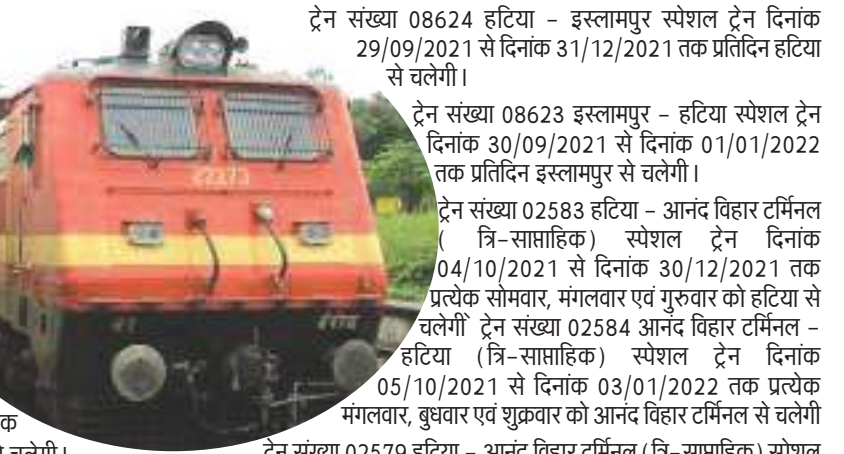 ट्रेन संख्या 08624 हटिया - इस्लामपुर स्पेशल ट्रेन दिनांक
29/09/2021 से दिनांक 31/12/2021 तक प्रतिदिन हटिया
से चलेगी।
ट्रेन संख्या 08623 इस्लामपुर - हटिया स्पेशल ट्रेन
दिनांक 30/09/2021 से दिनांक 01/01/2022
तक प्रतिदिन इस्लामपुर से चलेगी।
ट्रेन संख्या 02583 हटिया - आनंद विहार टर्मिनल
( त्रि-साप्ताहिक) स्पेशल ट्रेन दिनांक
04/10/2021 से दिनांक 30/12/2021 तक
प्रत्येक सोमवार, मंगलवार एवं गुरुवार को हटिया से
चलेगी ट्रेन संख्या 02584 आनंद विहार टर्मिनल -
हटिया (त्रि-साप्ताहिक) स्पेशल ट्रेन दिनांक
05/10/2021 से दिनांक 03/01/2022 तक प्रत्येक
मंगलवार, बुधवार एवं शुक्रवार को आनंद विहार टर्मिनल से चलेगी
ट्रेन संख्या 02579 हटिया - आनंद विहार टर्मिनल (त्रि-साप्ताहिक) स्पेशल
चलेगी।